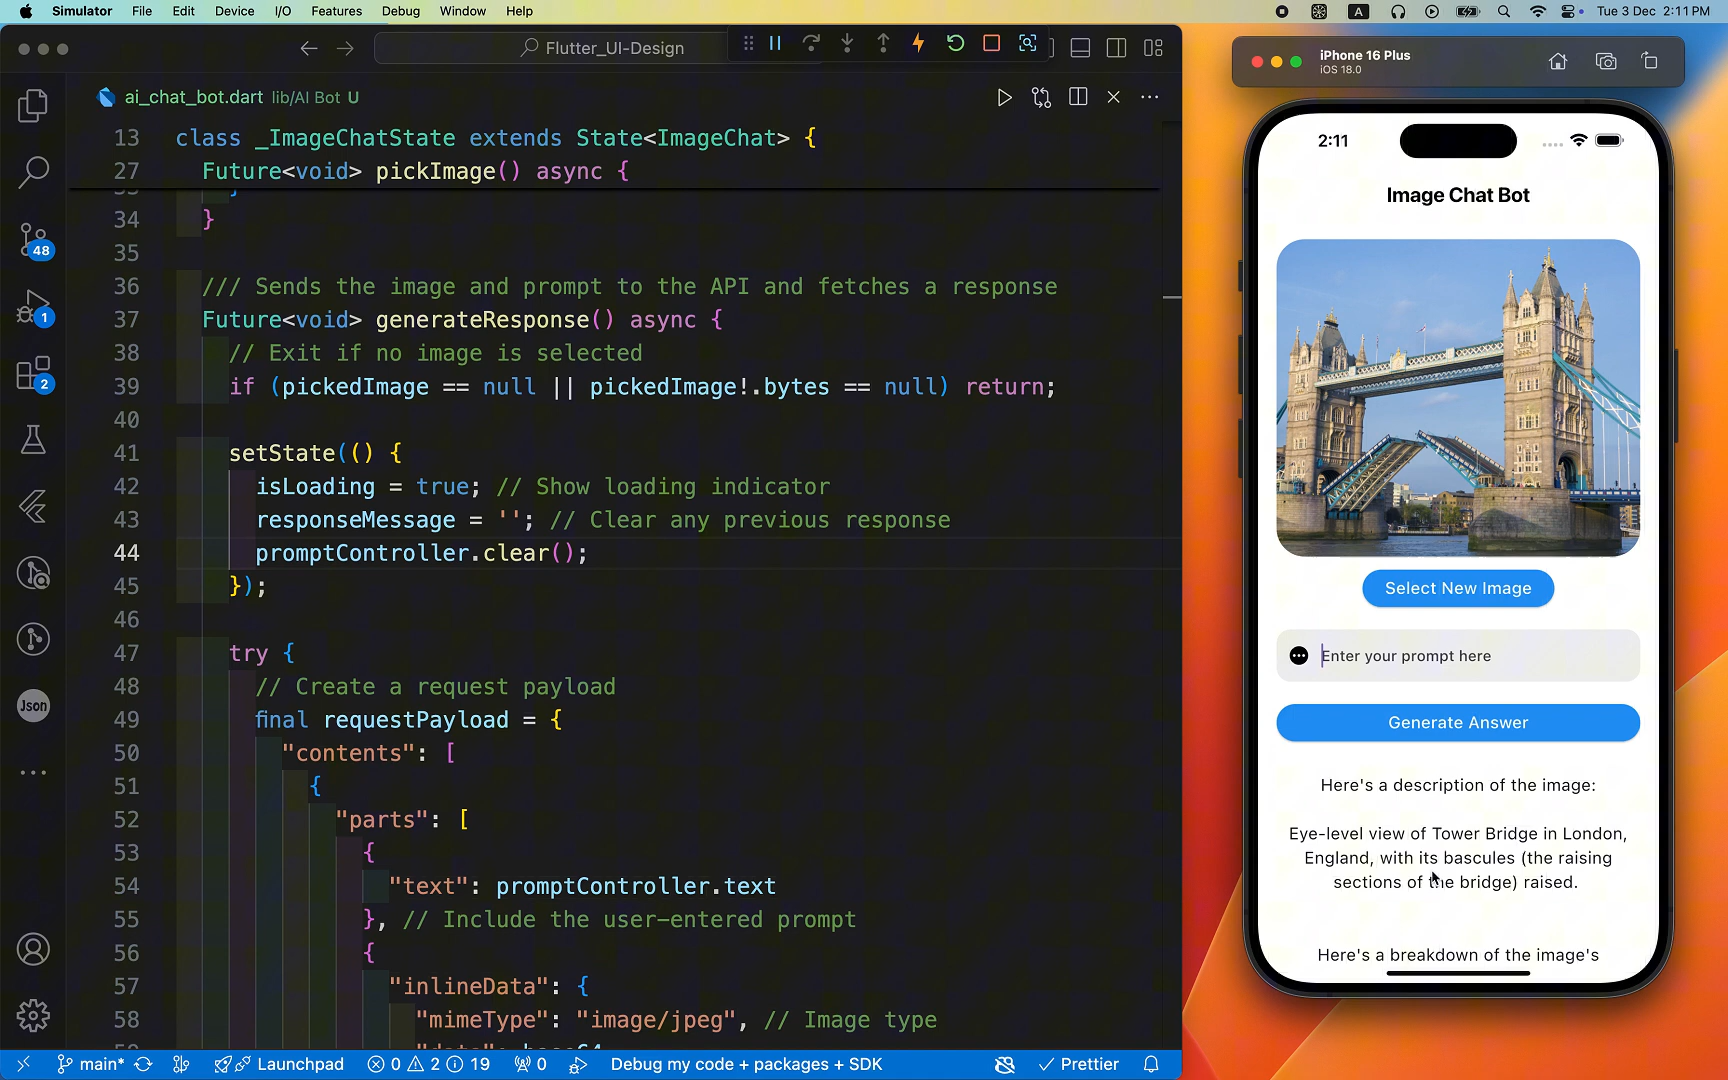 Simulator File Edit Device I/O Features Debug Window Help
A
Tue 3 Dec 2:11 PM
Flutter_UI-Design
ai_chat_bot.dart lib/AI Bot U
13 class _ImageChatState extends State<ImageChat> {
27 Future<void> pickImage() async {
34 }
35
36 /// Sends the image and prompt to the API and fetches a response
37 Future<void> generateResponse() async {
38 // Exit if no image is selected
39 if (pickedImage == null || pickedImage!.bytes == null) return;
40
41 setState(() {
42 isLoading = true; // Show loading indicator
43 responseMessage = ''; // Clear any previous response
44 promptController.clear();
45 });
46
47 try {
48 // Create a request payload
49 final requestPayload = {
50 "contents": [
51 {
52 "parts": [
53 {
54 "text": promptController.text
55 }, // Include the user-entered prompt
56 {
57 "inlineData": {
58 "mimeType": "image/jpeg", // Image type
48
1
2
Json
main* Launchpad 0 2 19 0 Debug my code + packages + SDK Prettier
iPhone 16 Plus
iOS 18.0
2:11
Image Chat Bot
Select New Image
Enter your prompt here
Generate Answer
Here's a description of the image:
Eye-level view of Tower Bridge in London,
England, with its bascules (the raising
sections of the bridge) raised.
Here's a breakdown of the image's